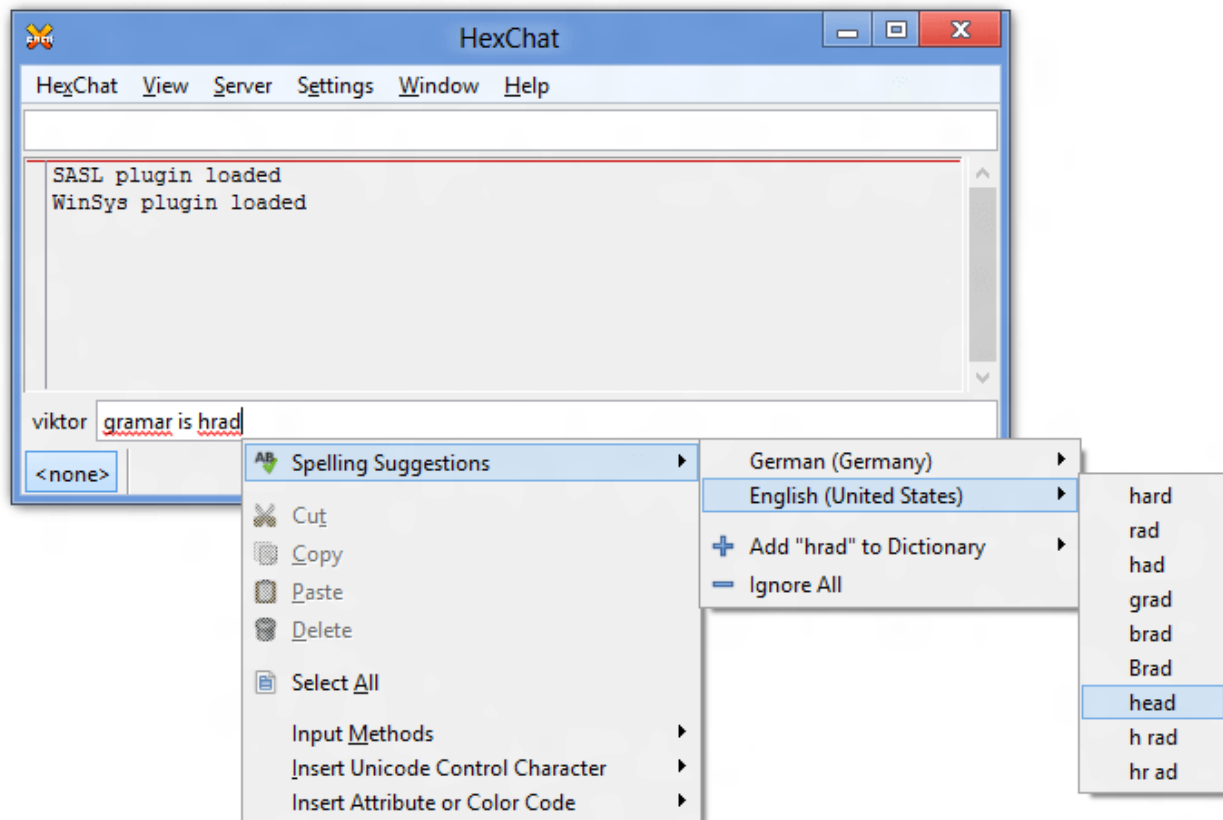 HexChat
HexChat View Server Settings Window Help
SASL plugin loaded
WinSys plugin loaded
viktor gramar is hrad
<none>
Spelling Suggestions
Cut
Copy
Paste
Delete
Select All
Input Methods
Insert Unicode Control Character
Insert Attribute or Color Code
German (Germany)
English (United States)
Add "hrad" to Dictionary
Ignore All
hard
rad
had
grad
brad
Brad
head
h rad
hr ad